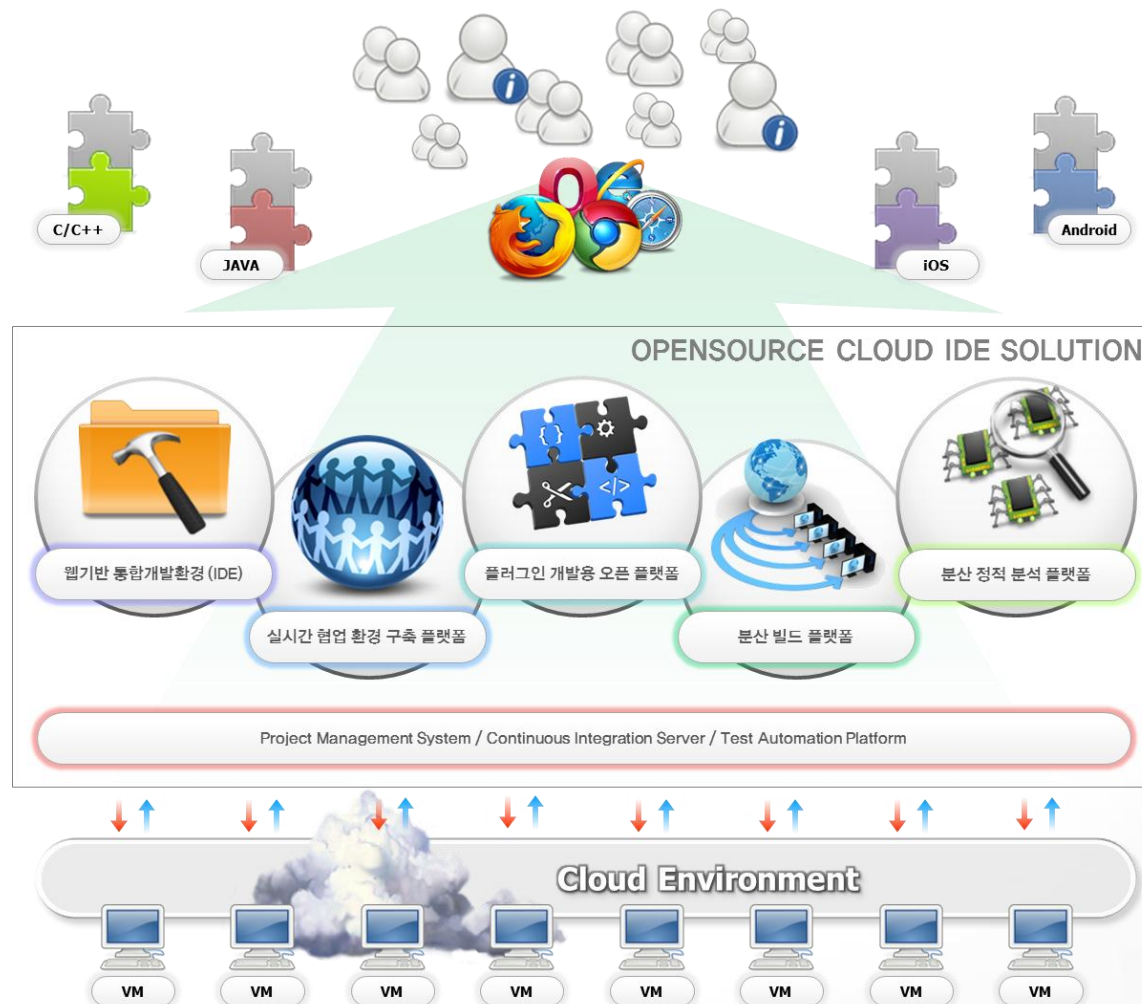 C/C++
JAVA
iOS
Android
OPENSOURCE CLOUD IDE SOLUTION
웹기반 통합개발환경 (IDE)
실시간 협업 환경 구축 플랫폼
플러그인 개발용 오픈 플랫폼
분산 빌드 플랫폼
분산 정적 분석 플랫폼
Project Management System / Continuous Integration Server / Test Automation Platform
Cloud Environment
VM
VM
VM
VM
VM
VM
VM
VM